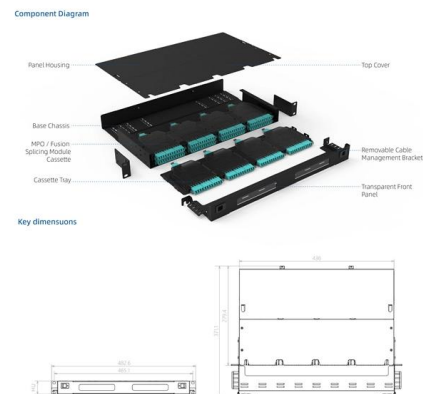 Component Diagram
Panel Housing
Top Cover
Base Chassis
MPO / Fusion
Splicing Module
Cassette
Removable Cable
Management Bracket
Cassette Tray
Transparent Front
Panel
Key dimensuons